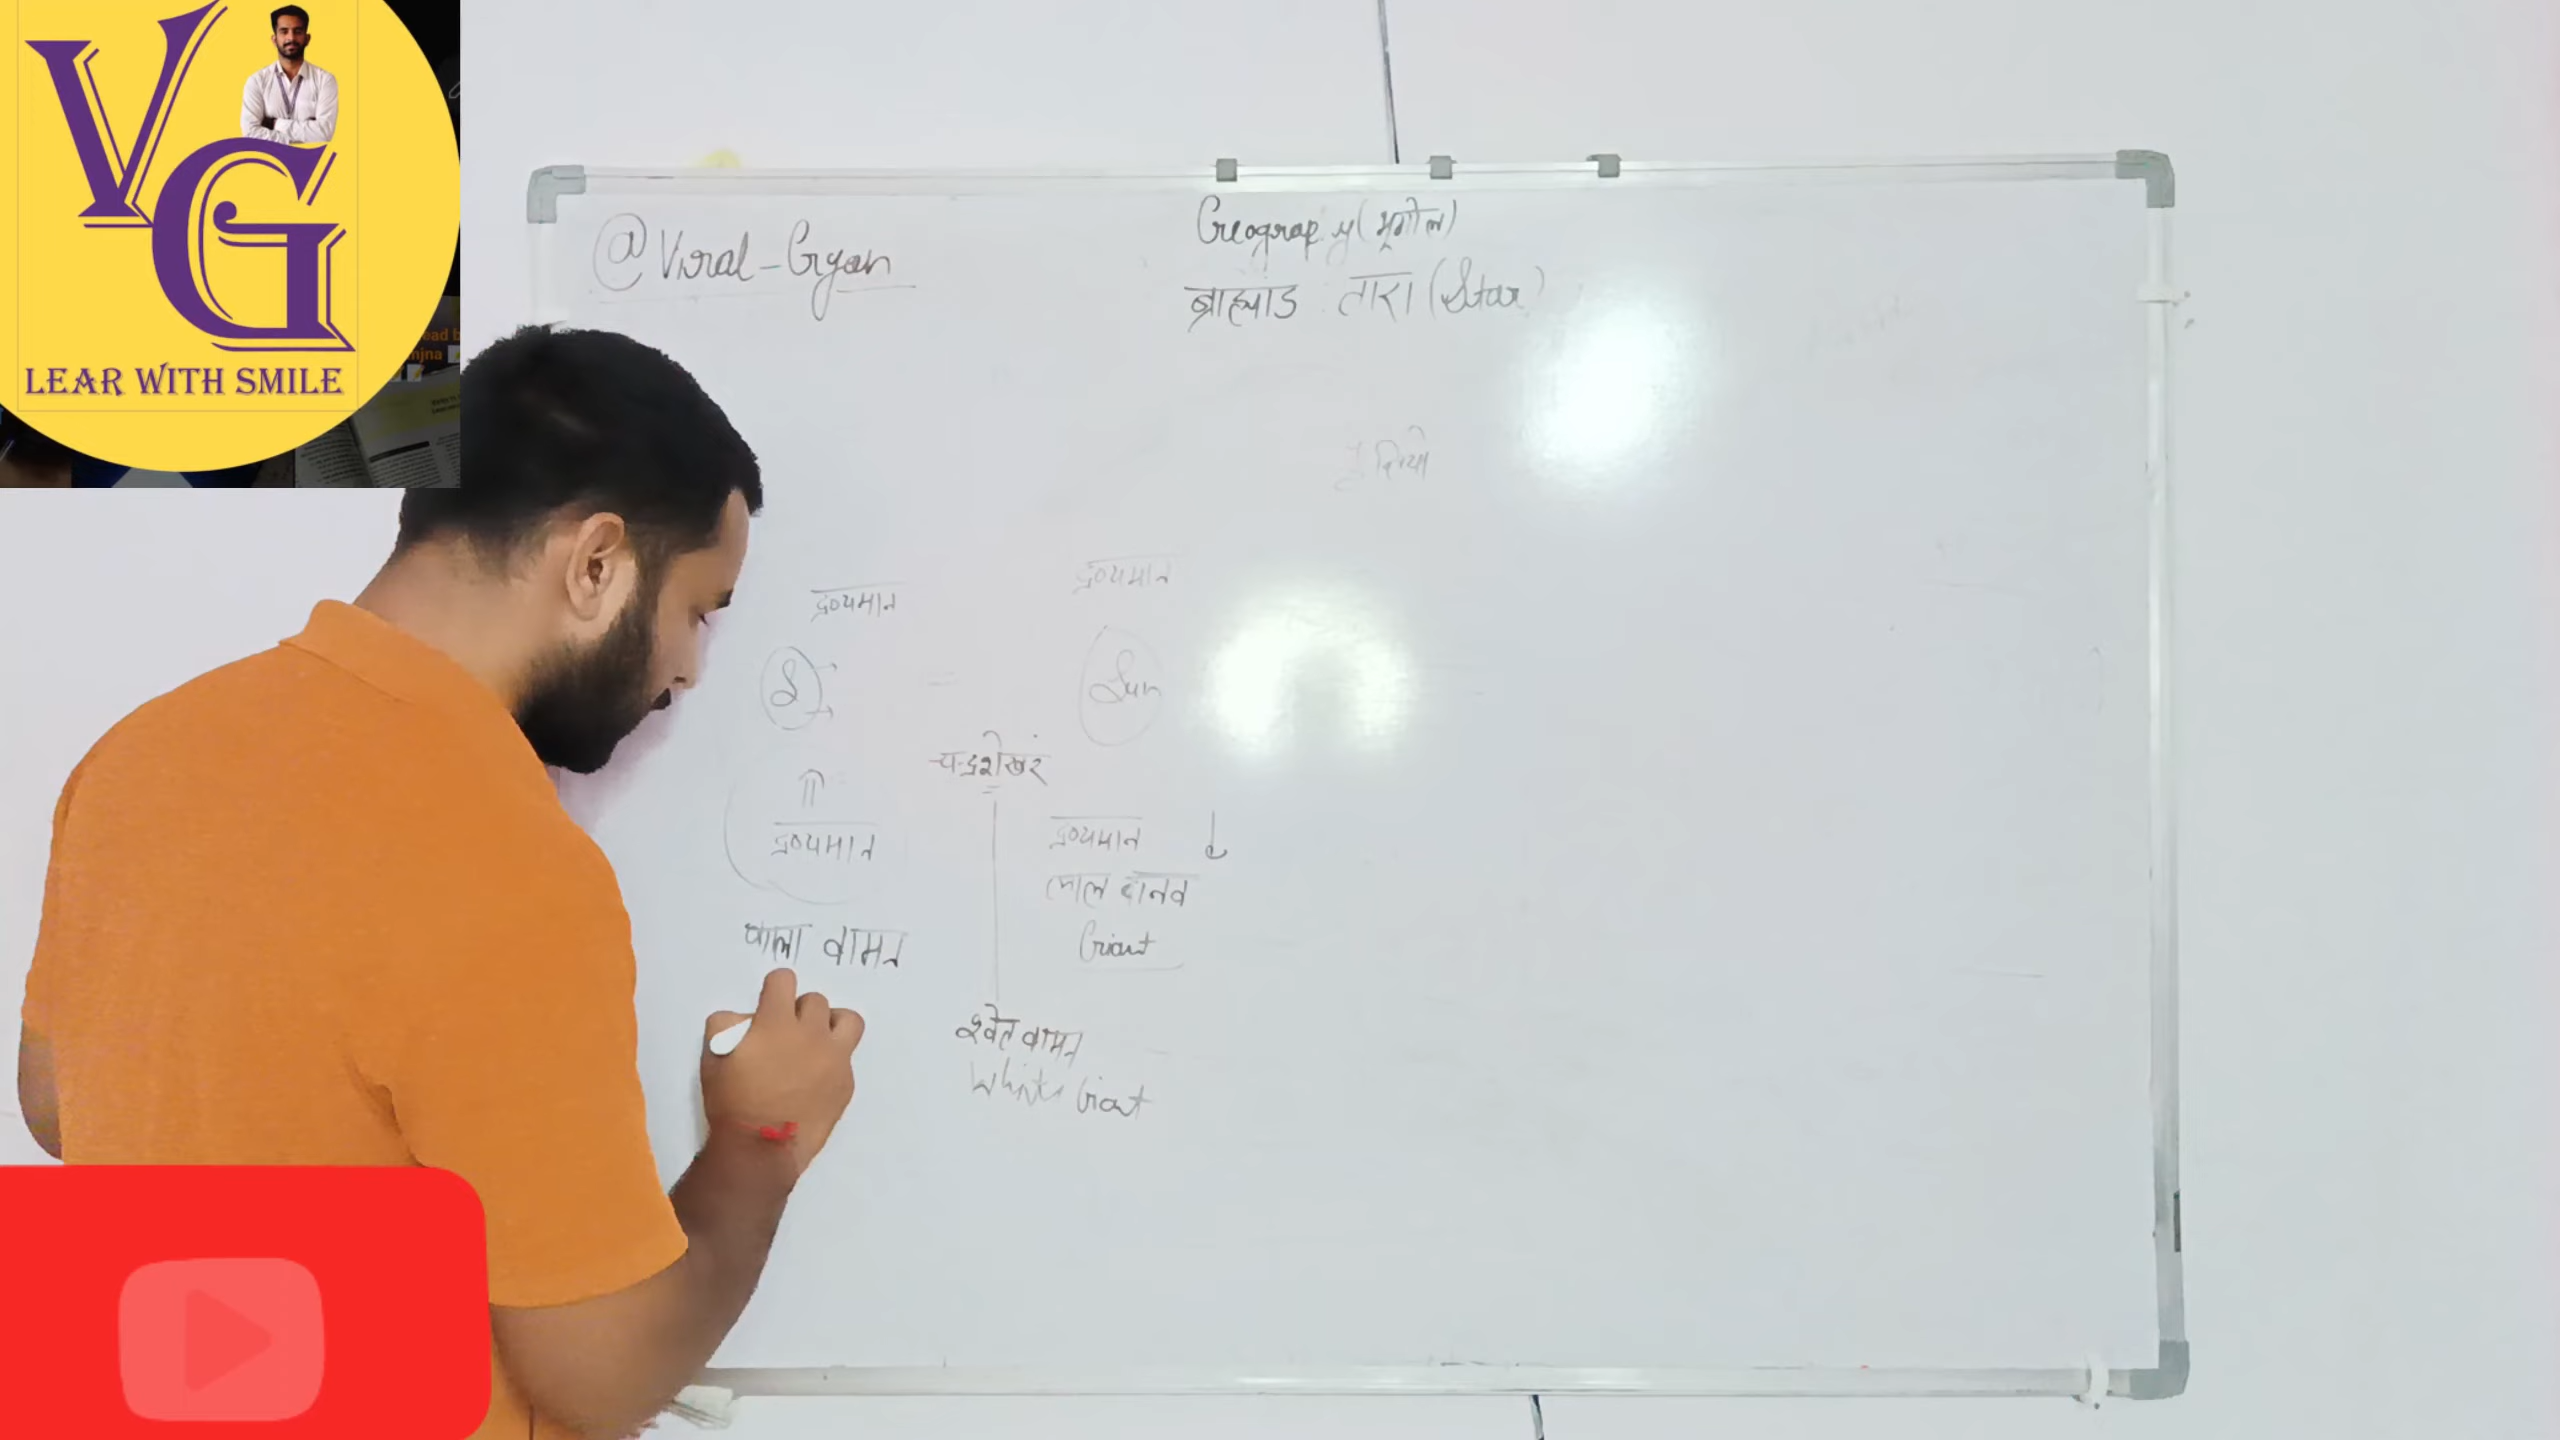 VG
LEAR WITH SMILE
@Viral-Gyan
Geography (भूगोल)
ब्राह्मांड : तारा (Star)
द्रव्यमान
द्रव्यमान
S
=
Sun
चन्द्रशेखर
द्रव्यमान
द्रव्यमान
लाल दानव
Giant
काला वामन
श्वेत वामन
White Giant